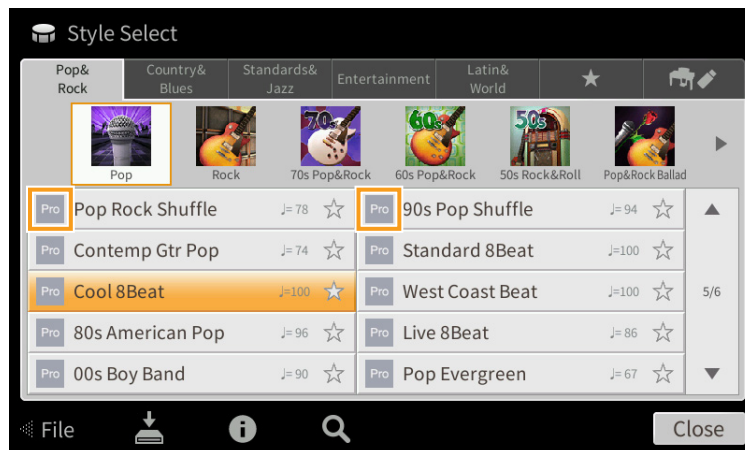 Style Select
Pop&
Rock
Country&
Blues
Standards&
Jazz
Entertainment
Latin&
World
70s
60s
50s
Pop
Rock
70s Pop&Rock
60s Pop&Rock
50s Rock&Roll
Pop&Rock Ballad
Pro Pop Rock Shuffle ♩= 78
Pro 90s Pop Shuffle ♩= 94
Pro Contemp Gtr Pop ♩= 74
Pro Standard 8Beat ♩=100
Pro Cool 8Beat ♩=100
Pro West Coast Beat ♩=100
5/6
Pro 80s American Pop ♩= 96
Pro Live 8Beat ♩= 86
Pro 00s Boy Band ♩= 90
Pro Pop Evergreen ♩= 67
File
Close